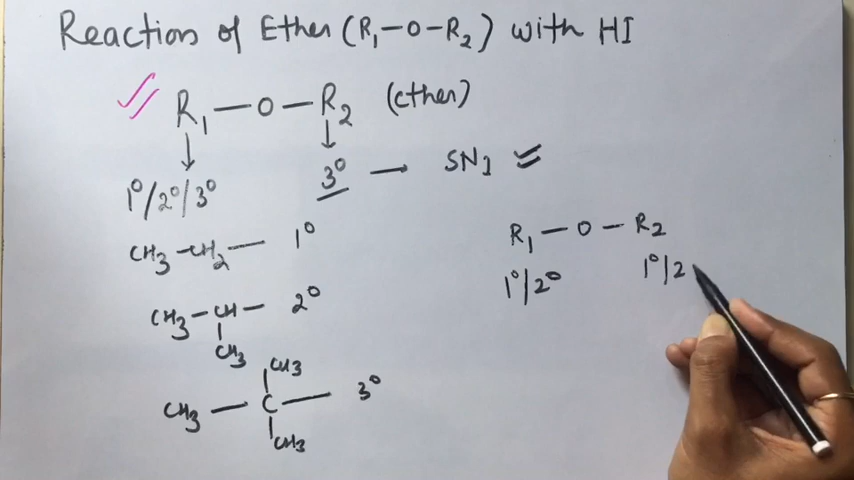 Reaction of Ether (R₁-O-R₂) with HI
R₁ — O — R₂ (ether)
1°/2°/3° 3° → SN1
CH₃-CH₂— 1°
R₁ — O — R₂
1°/2° 1°/2
CH₃-CH— 2°
CH₃
CH3
CH₃ — C — 3°
CH₃